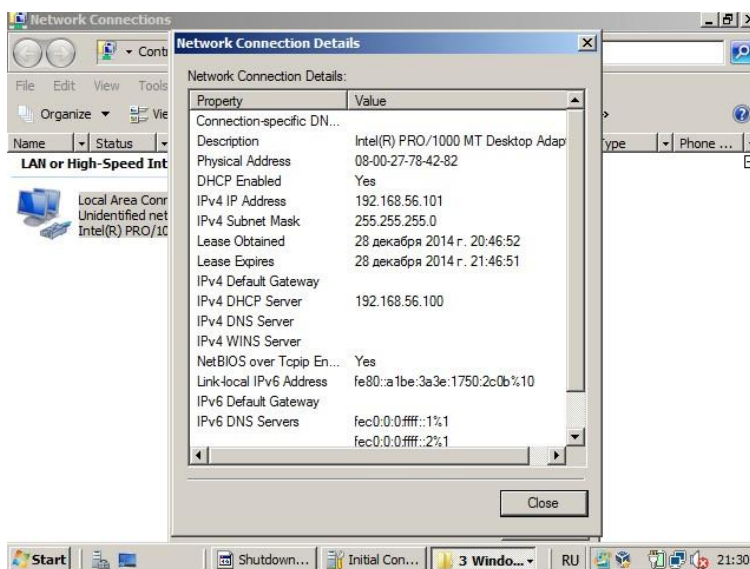 Network Connections
Contr
File Edit View Tools
Organize Vie
Name Status Type Phone ...
LAN or High-Speed Int
Local Area Conn
Unidentified net
Intel(R) PRO/10
Network Connection Details
Network Connection Details:
Property Value
Connection-specific DN...
Description Intel(R) PRO/1000 MT Desktop Adap
Physical Address 08-00-27-78-42-82
DHCP Enabled Yes
IPv4 IP Address 192.168.56.101
IPv4 Subnet Mask 255.255.255.0
Lease Obtained 28 декабря 2014 г. 20:46:52
Lease Expires 28 декабря 2014 г. 21:46:51
IPv4 Default Gateway
IPv4 DHCP Server 192.168.56.100
IPv4 DNS Server
IPv4 WINS Server
NetBIOS over Tcpip En... Yes
Link-local IPv6 Address fe80::a1be:3a3e:1750:2c0b%10
IPv6 Default Gateway
IPv6 DNS Servers fec0:0:0:ffff::1%1
fec0:0:0:ffff::2%1
Close
Start Shutdown... Initial Con... 3 Windo... RU 21:30